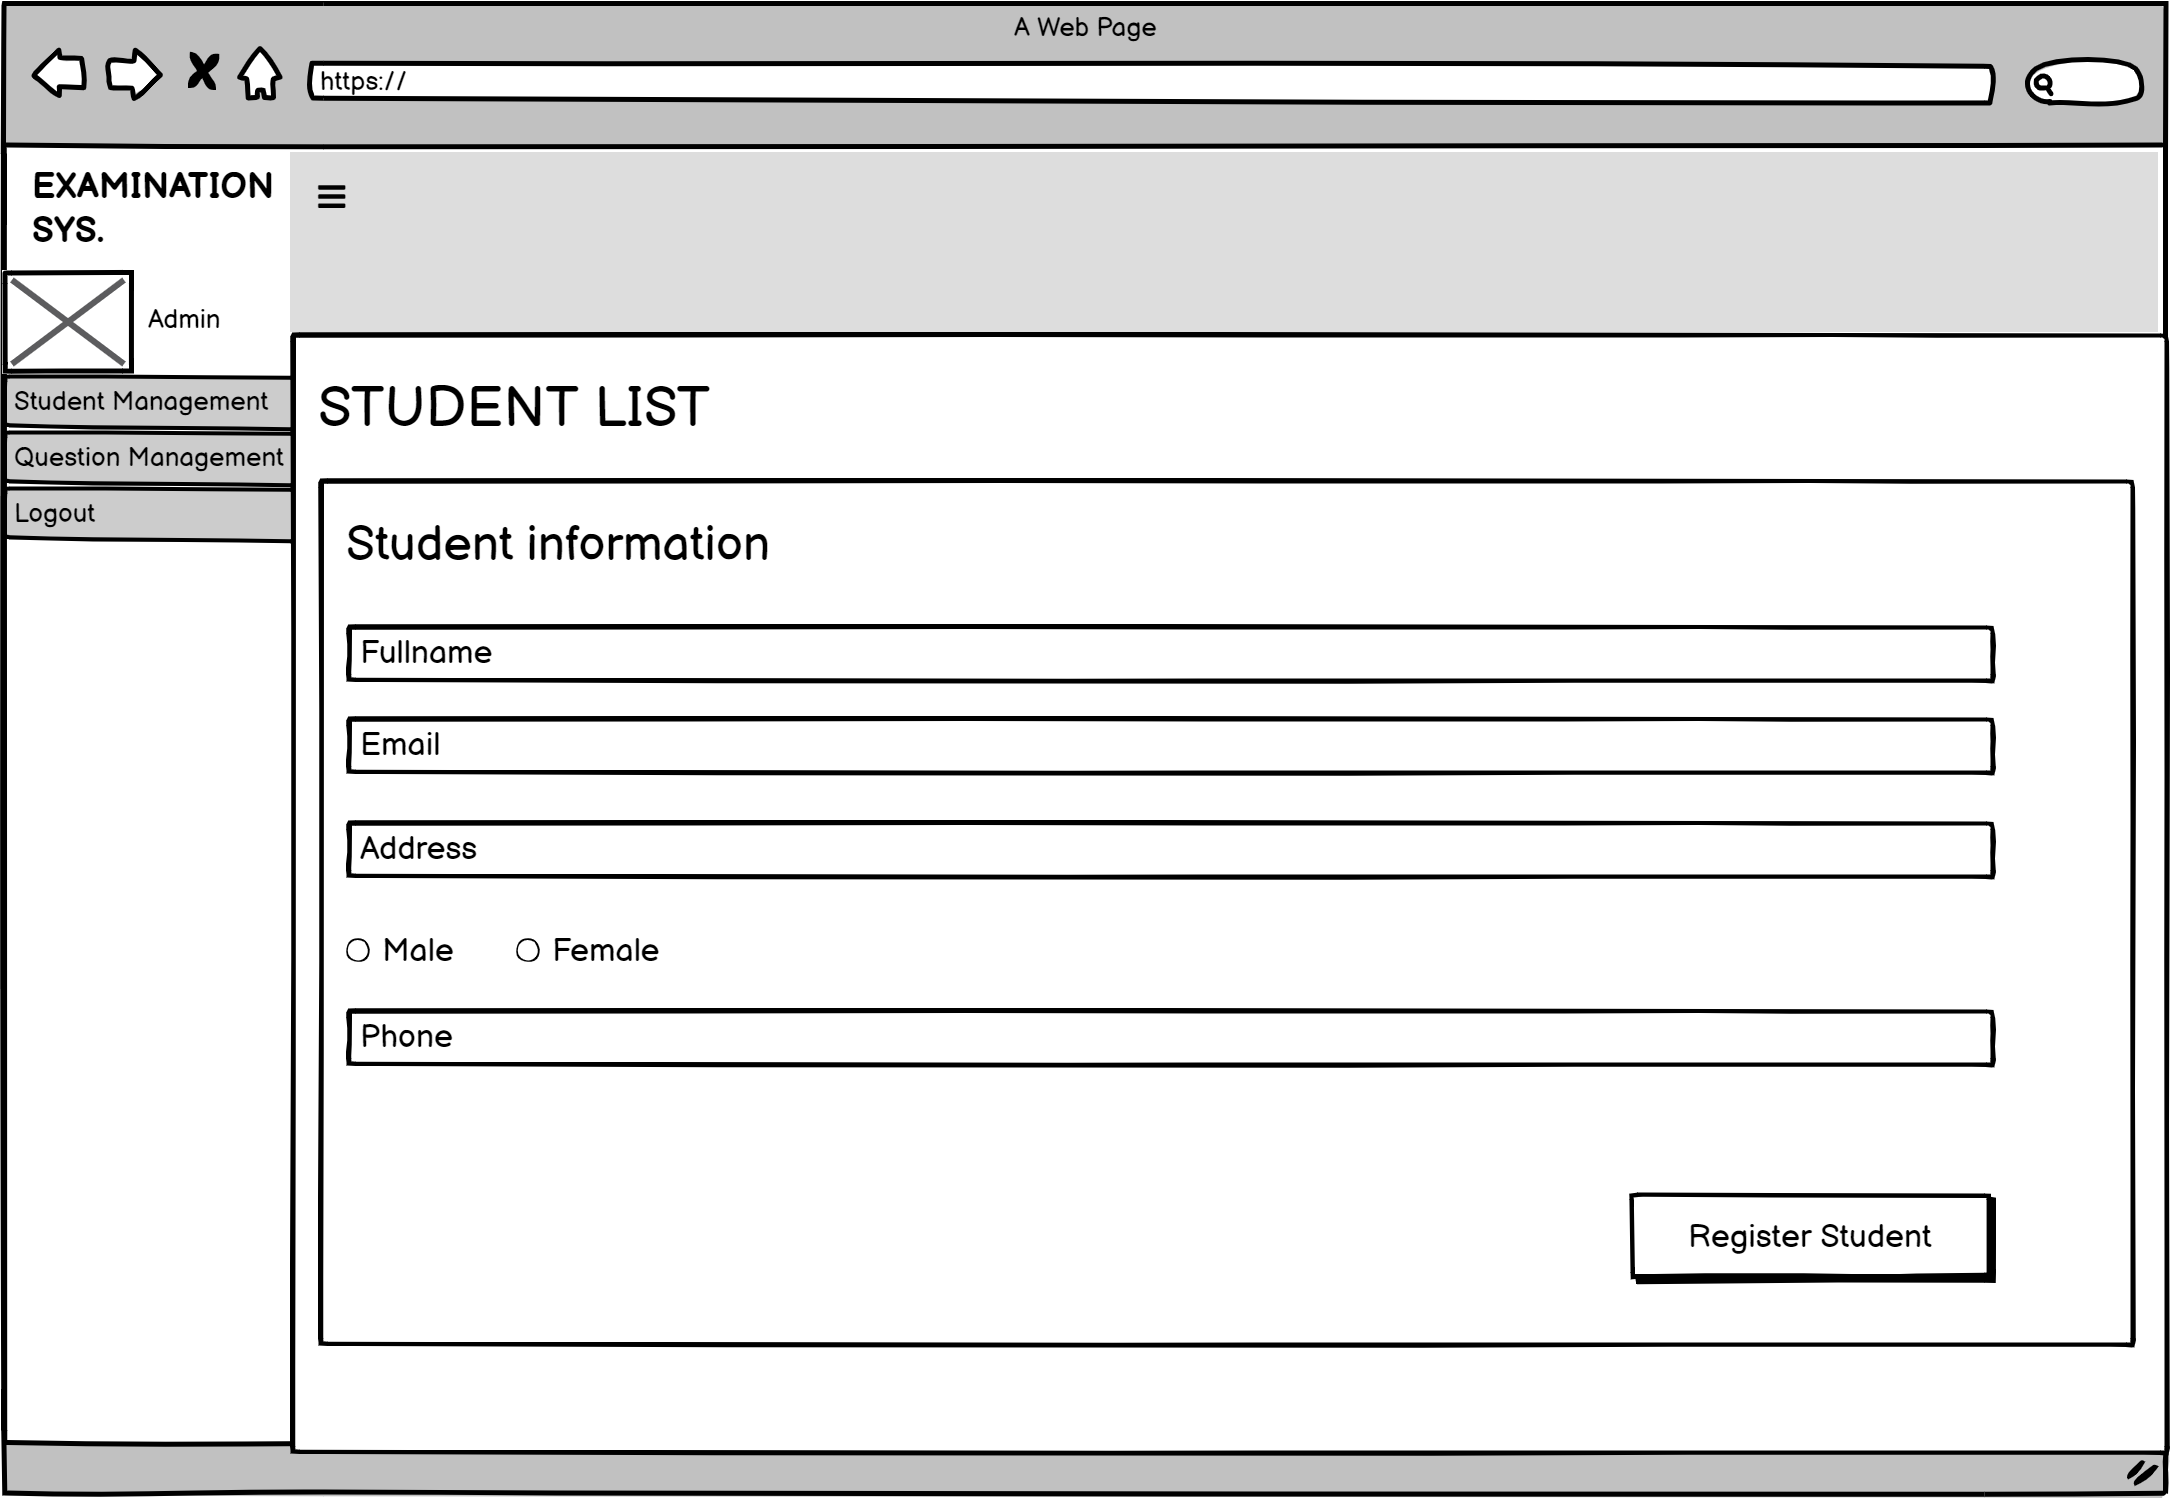 A Web Page
https://
EXAMINATION
SYS.
Admin
Student Management
Question Management
Logout
STUDENT LIST
Student information
Fullname
Email
Address
Male Female
Phone
Register Student